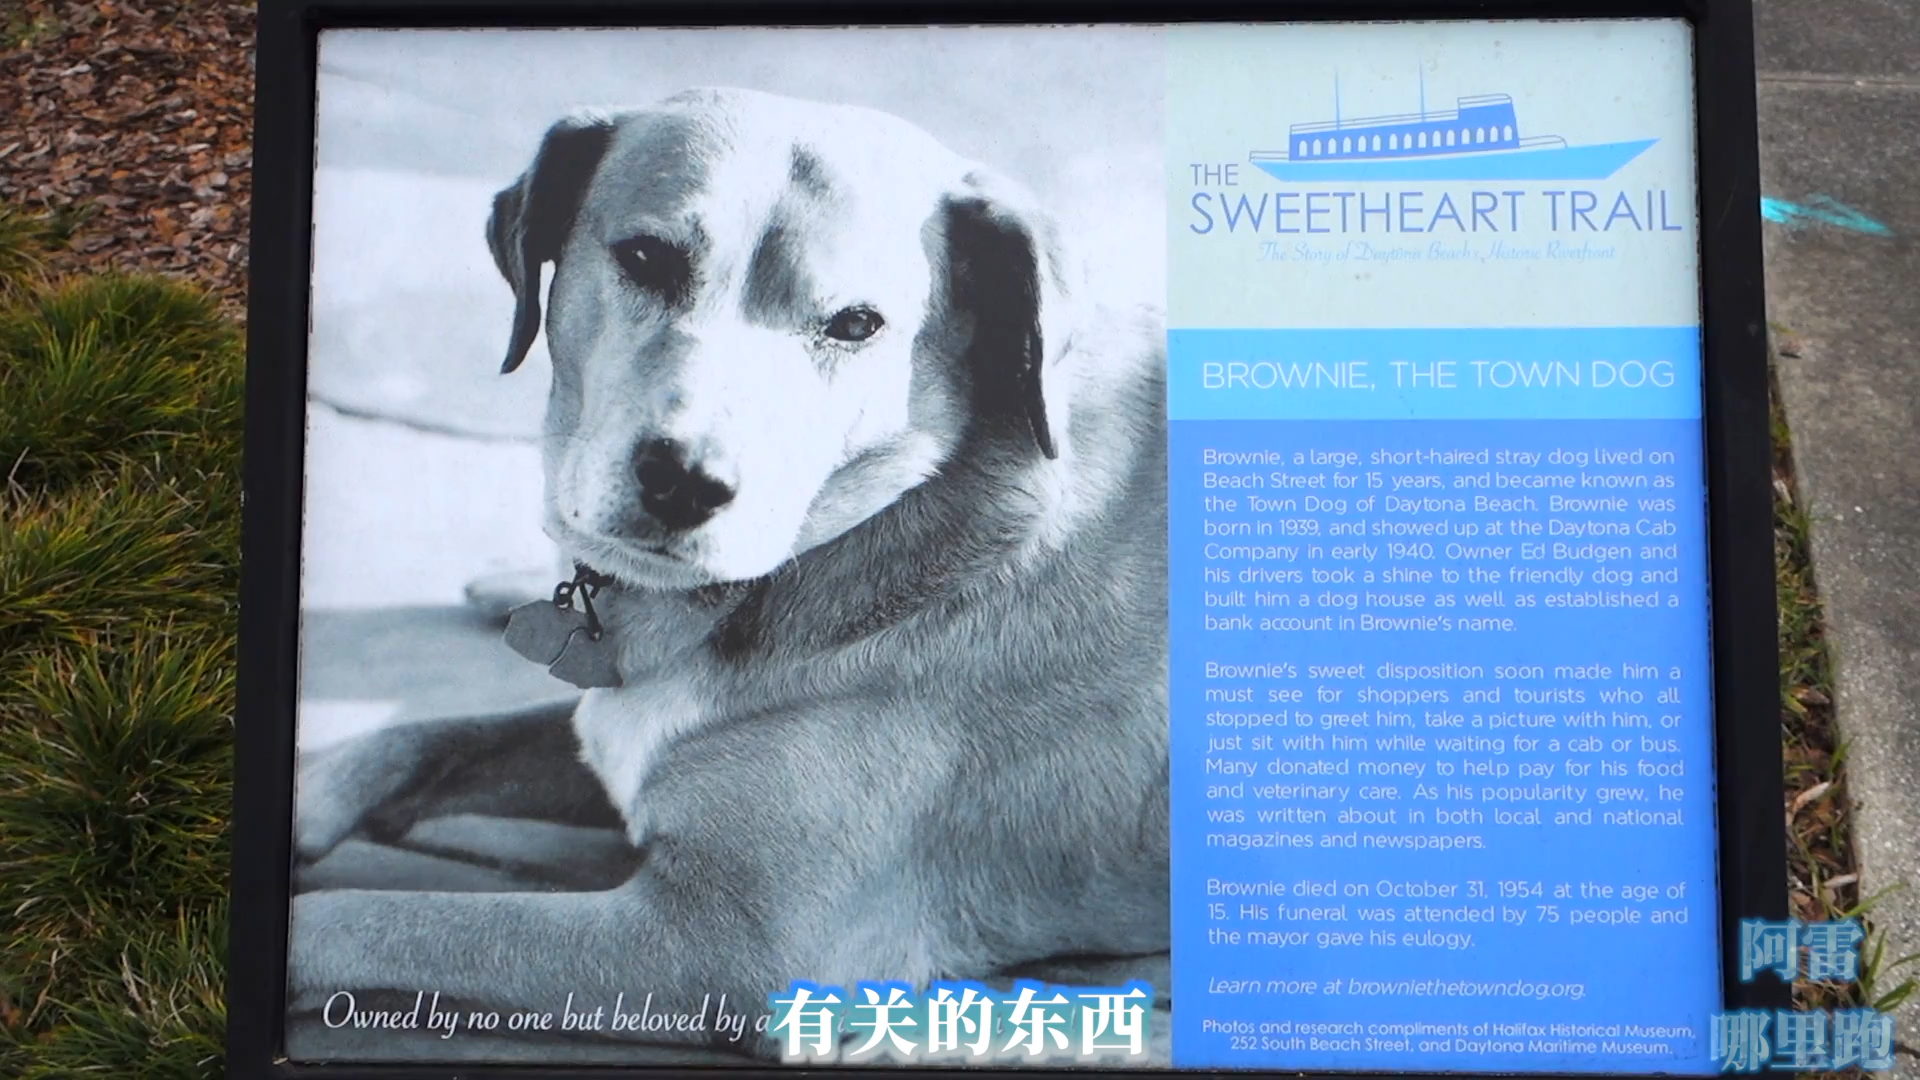 THE
SWEETHEART TRAIL
The Story of Daytona Beach's Historic Riverfront
BROWNIE, THE TOWN DOG
Brownie, a large, short-haired stray dog lived on
Beach Street for 15 years, and became known as
the Town Dog of Daytona Beach. Brownie was
born in 1939, and showed up at the Daytona Cab
Company in early 1940. Owner Ed Budgen and
his drivers took a shine to the friendly dog and
built him a dog house as well as established a
bank account in Brownie's name.
Brownie's sweet disposition soon made him a
must see for shoppers and tourists who all
stopped to greet him, take a picture with him, or
just sit with him while waiting for a cab or bus.
Many donated money to help pay for his food
and veterinary care. As his popularity grew, he
was written about in both local and national
magazines and newspapers.
Brownie died on October 31, 1954 at the age of
15. His funeral was attended by 75 people and
the mayor gave his eulogy.
Learn more at browniethetowndog.org.
Photos and research compliments of Halifax Historical Museum,
252 South Beach Street, and Daytona Maritime Museum.
Owned by no one but beloved by
有关的东西
阿雷
哪里跑